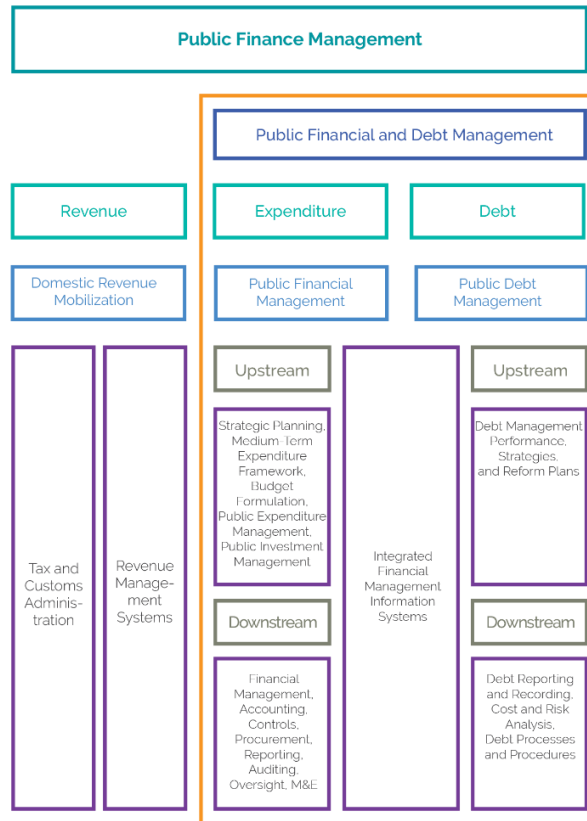 Public Finance Management
Public Financial and Debt Management
Revenue
Expenditure
Debt
Domestic Revenue
Mobilization
Public Financial
Management
Public Debt
Management
Tax and
Customs
Adminis-
tration
Revenue
Manage-
ment
Systems
Upstream
Strategic Planning,
Medium-Term
Expenditure
Framework,
Budget
Formulation,
Public Expenditure
Management,
Public Investment
Management
Downstream
Financial
Management,
Accounting,
Controls,
Procurement,
Reporting,
Auditing,
Oversight, M&E
Integrated
Financial
Management
Information
Systems
Upstream
Debt Management
Performance,
Strategies,
and Reform Plans
Downstream
Debt Reporting
and Recording,
Cost and Risk
Analysis,
Debt Processes
and Procedures